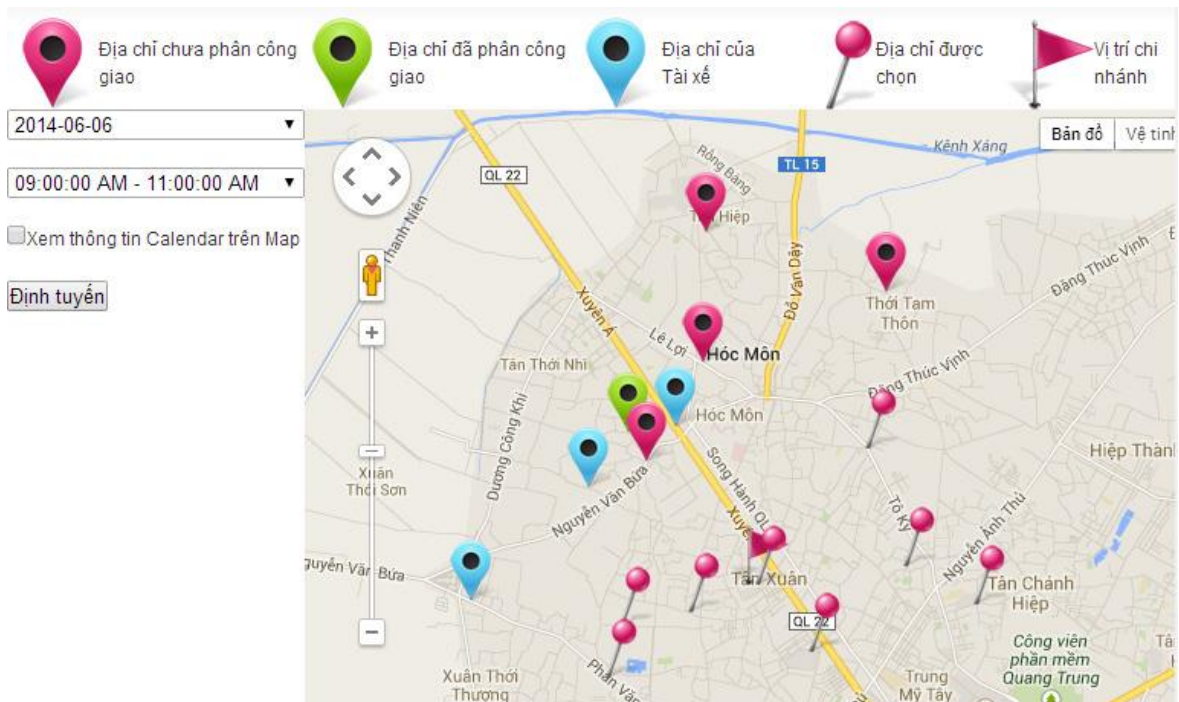 Địa chỉ chưa phân công
giao
Địa chỉ đã phân công
giao
Địa chỉ của
Tài xế
Địa chỉ được
chọn
Vị trí chi
nhánh
2014-06-06
09:00:00 AM - 11:00:00 AM
Xem thông tin Calendar trên Map
Định tuyến
Bản đồ
Vệ tinh
Kênh Xáng
TL 15
QL 22
Rỗng Bàng
Hiệp
Thanh Niên
Đặng Thúc Vịnh
Đỗ Văn Dậy
Thới Tam
Thôn
Xuyên Á
Lê Lợi
Hóc Môn
Tân Thới Nhì
Đặng Thúc Vịnh
Hóc Môn
Dương Công Khi
Hiệp Thàn
Xuân
Thới Sơn
Song Hành QL
Nguyễn Văn Bứa
Tô Ký
Nguyễn Ảnh Thủ
guyễn Văn Bứa
Tân Xuân
Tân Chánh
Hiệp
QL 22
Công viên
phần mềm
Quang Trung
Xuân Thới
Thượng
Phan Văn
Trung
Mỹ Tây